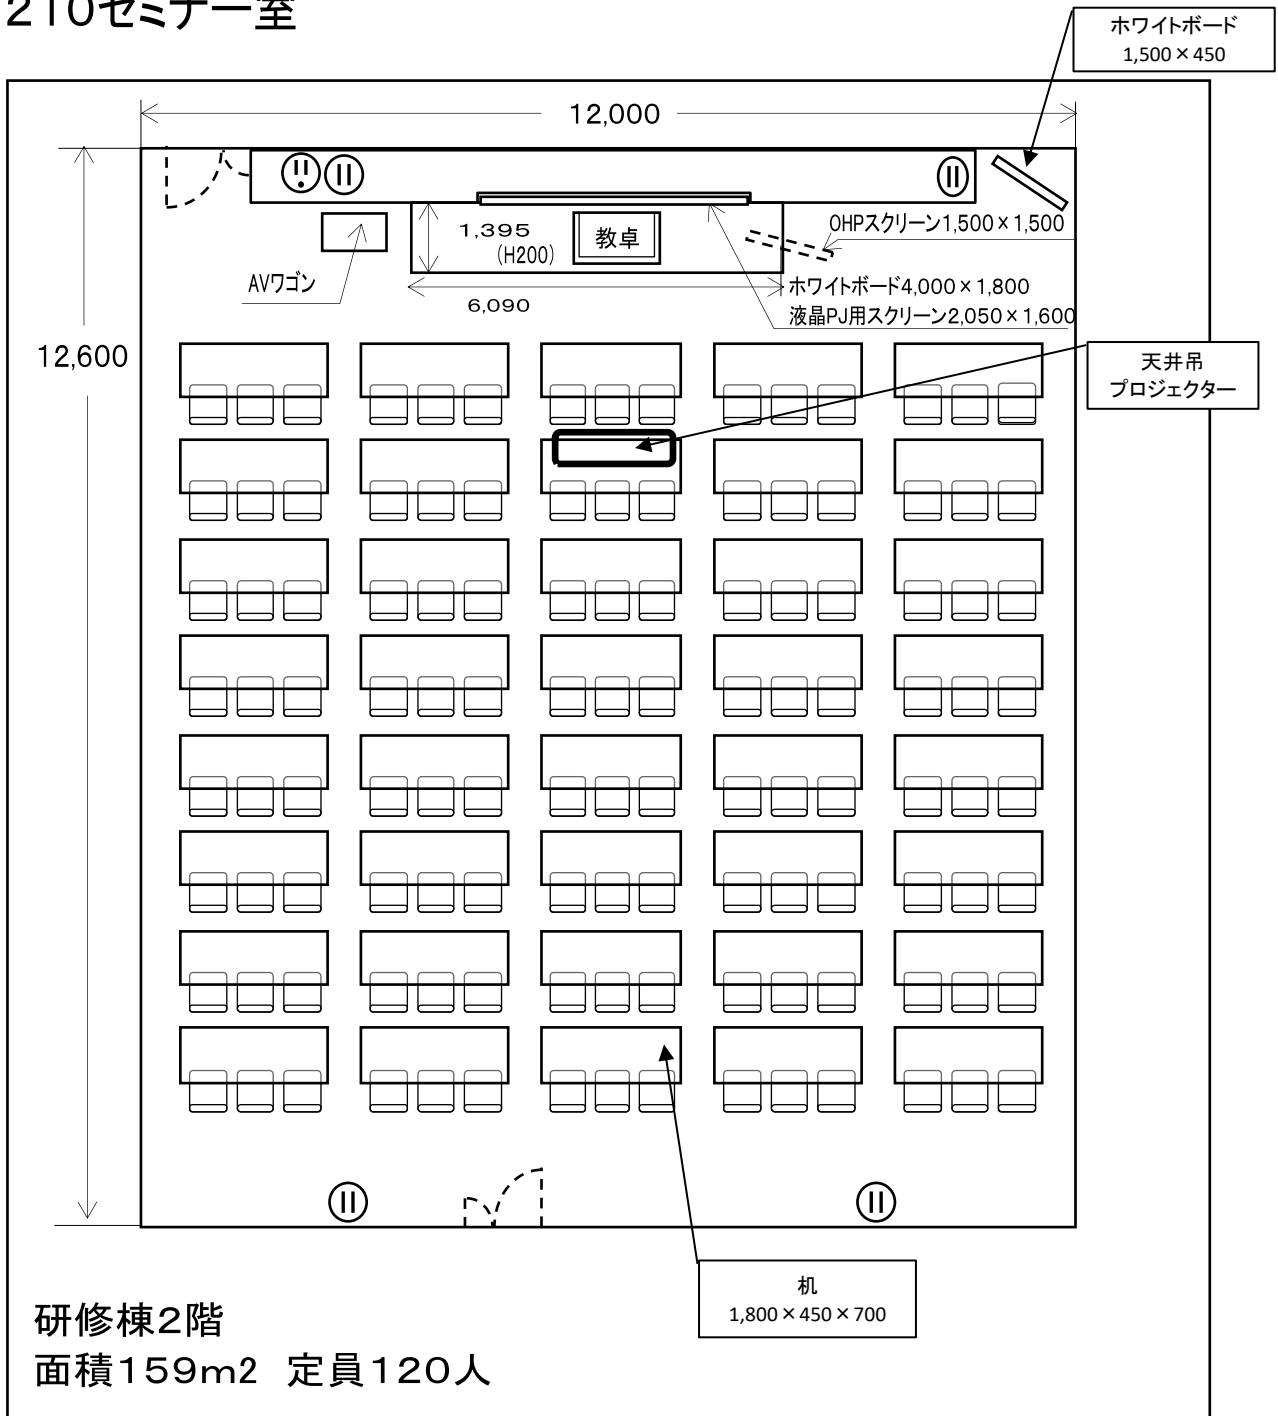 210セミナー室
ホワイトボード
1,500×450
12,000
OHPスクリーン1,500×1,500
1,395
(H200)
教卓
AVワゴン
6,090
ホワイトボード4,000×1,800
液晶PJ用スクリーン2,050×1,600
12,600
天井吊
プロジェクター
机
1,800×450×700
研修棟2階
面積159m2 定員120人